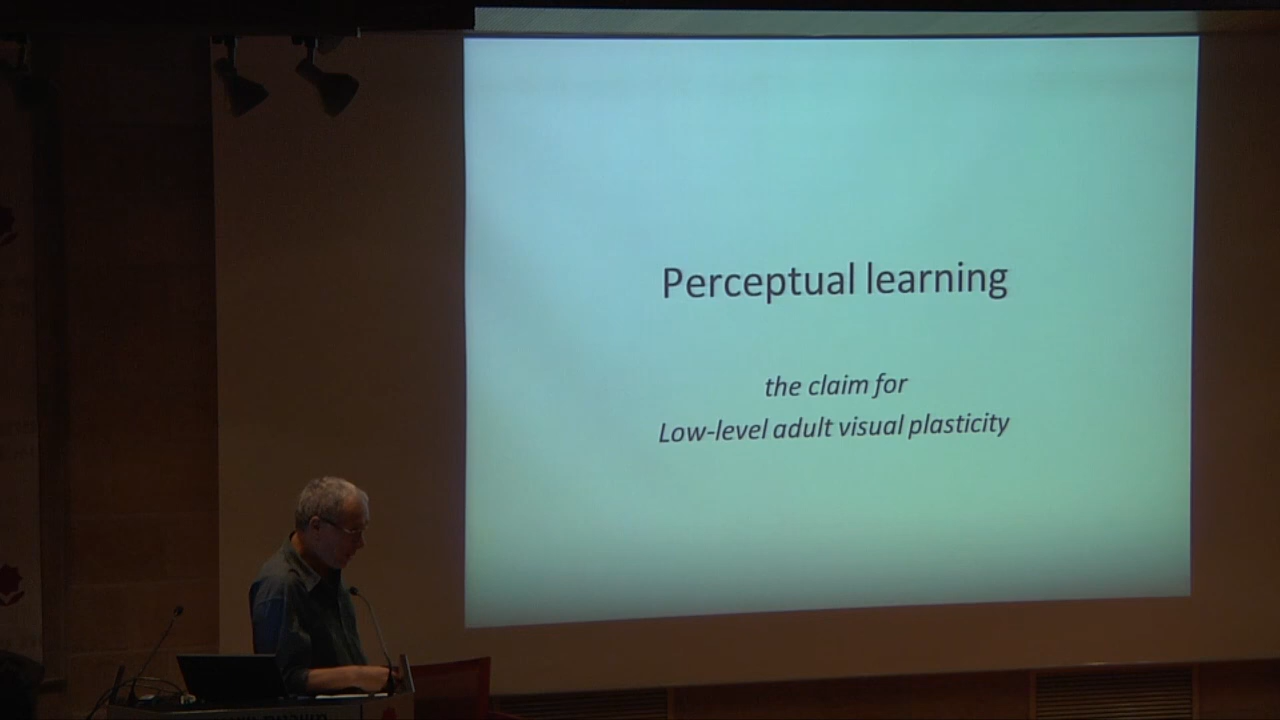 Perceptual learning
the claim for
Low-level adult visual plasticity